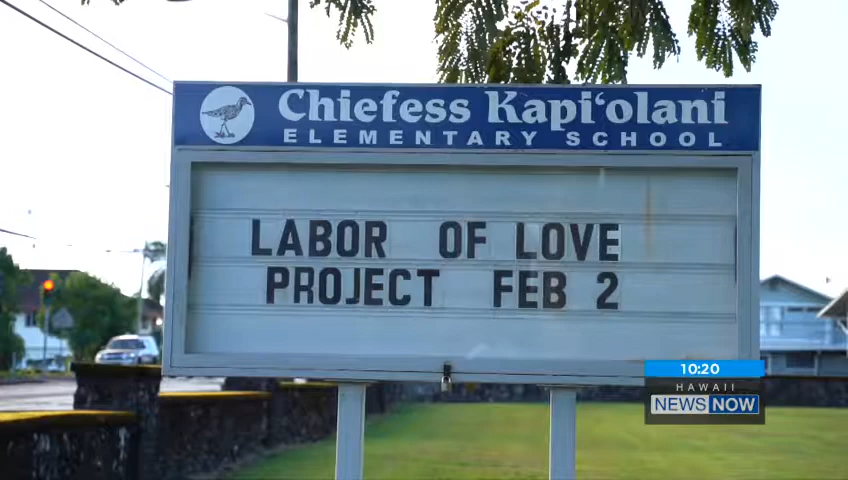 Chiefess Kapiʻolani
ELEMENTARY SCHOOL
LABOR OF LOVE
PROJECT FEB 2
10:20
HAWAII
NEWS NOW